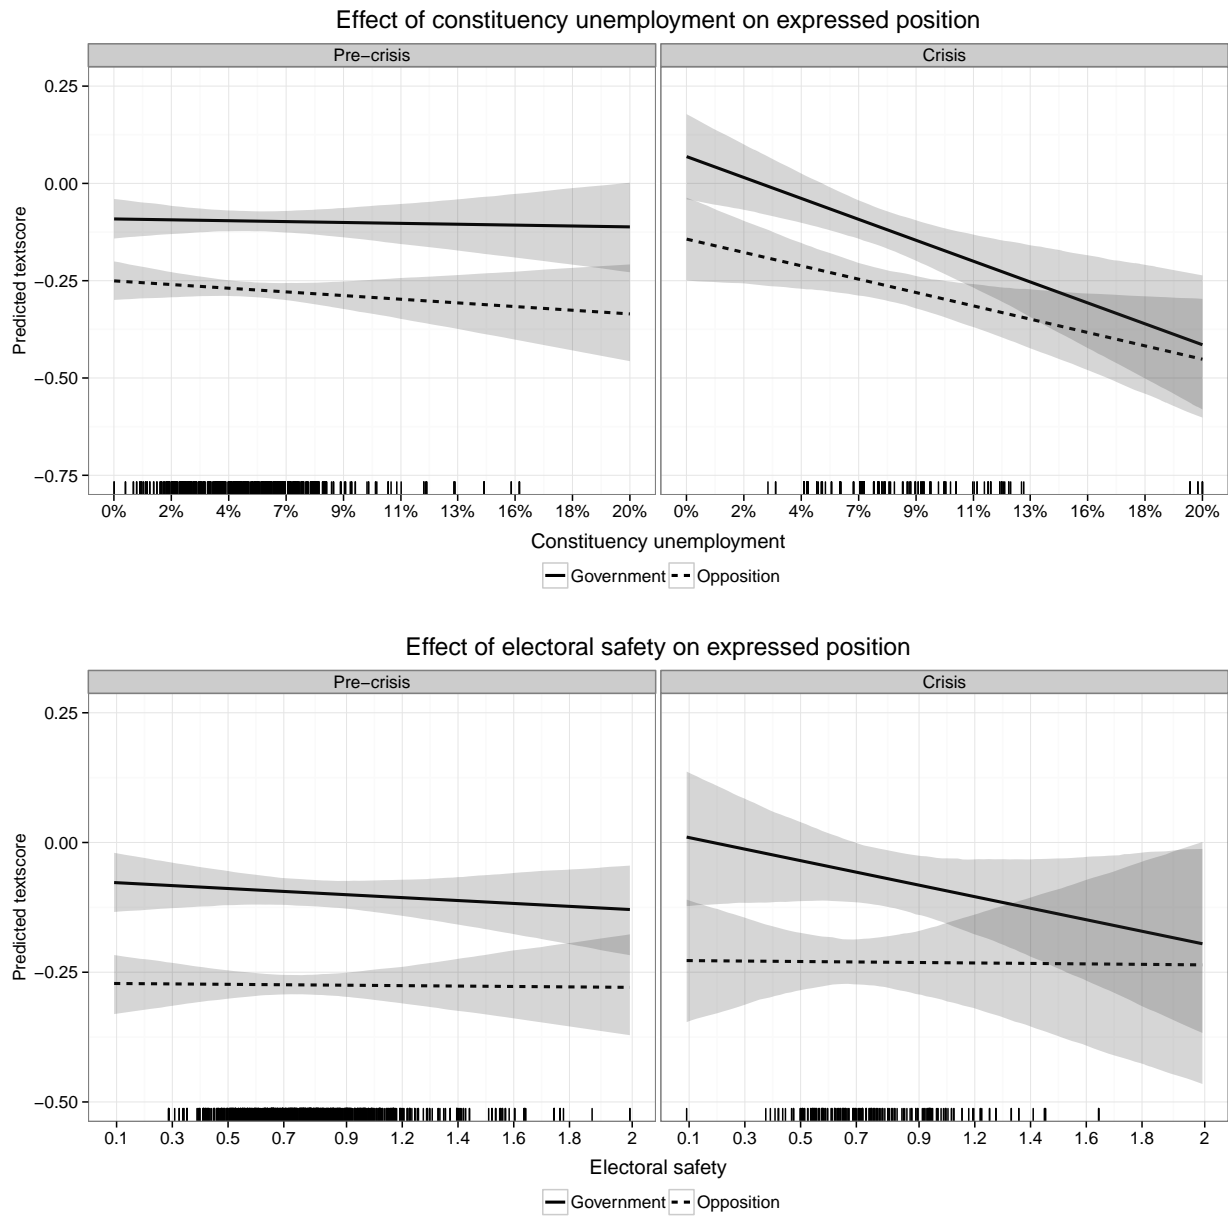 Effect of constituency unemployment on expressed position
Pre−crisis Crisis
0.25
0.00
−0.25
−0.50
−0.75
Predicted textscore
0% 2% 4% 7% 9% 11% 13% 16% 18% 20% 0% 2% 4% 7% 9% 11% 13% 16% 18% 20%
Constituency unemployment
Government Opposition
Effect of electoral safety on expressed position
Pre−crisis Crisis
0.25
0.00
−0.25
−0.50
Predicted textscore
0.1 0.3 0.5 0.7 0.9 1.2 1.4 1.6 1.8 2 0.1 0.3 0.5 0.7 0.9 1.2 1.4 1.6 1.8 2
Electoral safety
Government Opposition